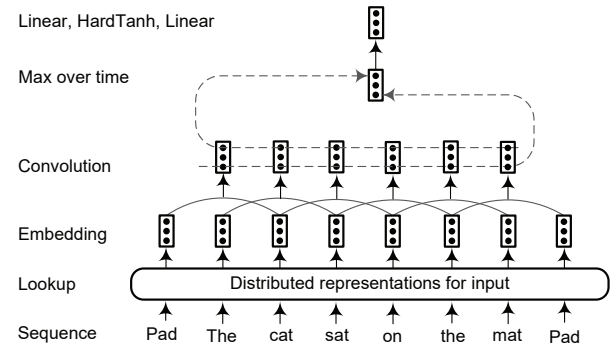 Linear, HardTanh, Linear
Max over time
Convolution
Embedding
Lookup Distributed representations for input
Sequence Pad The cat sat on the mat Pad